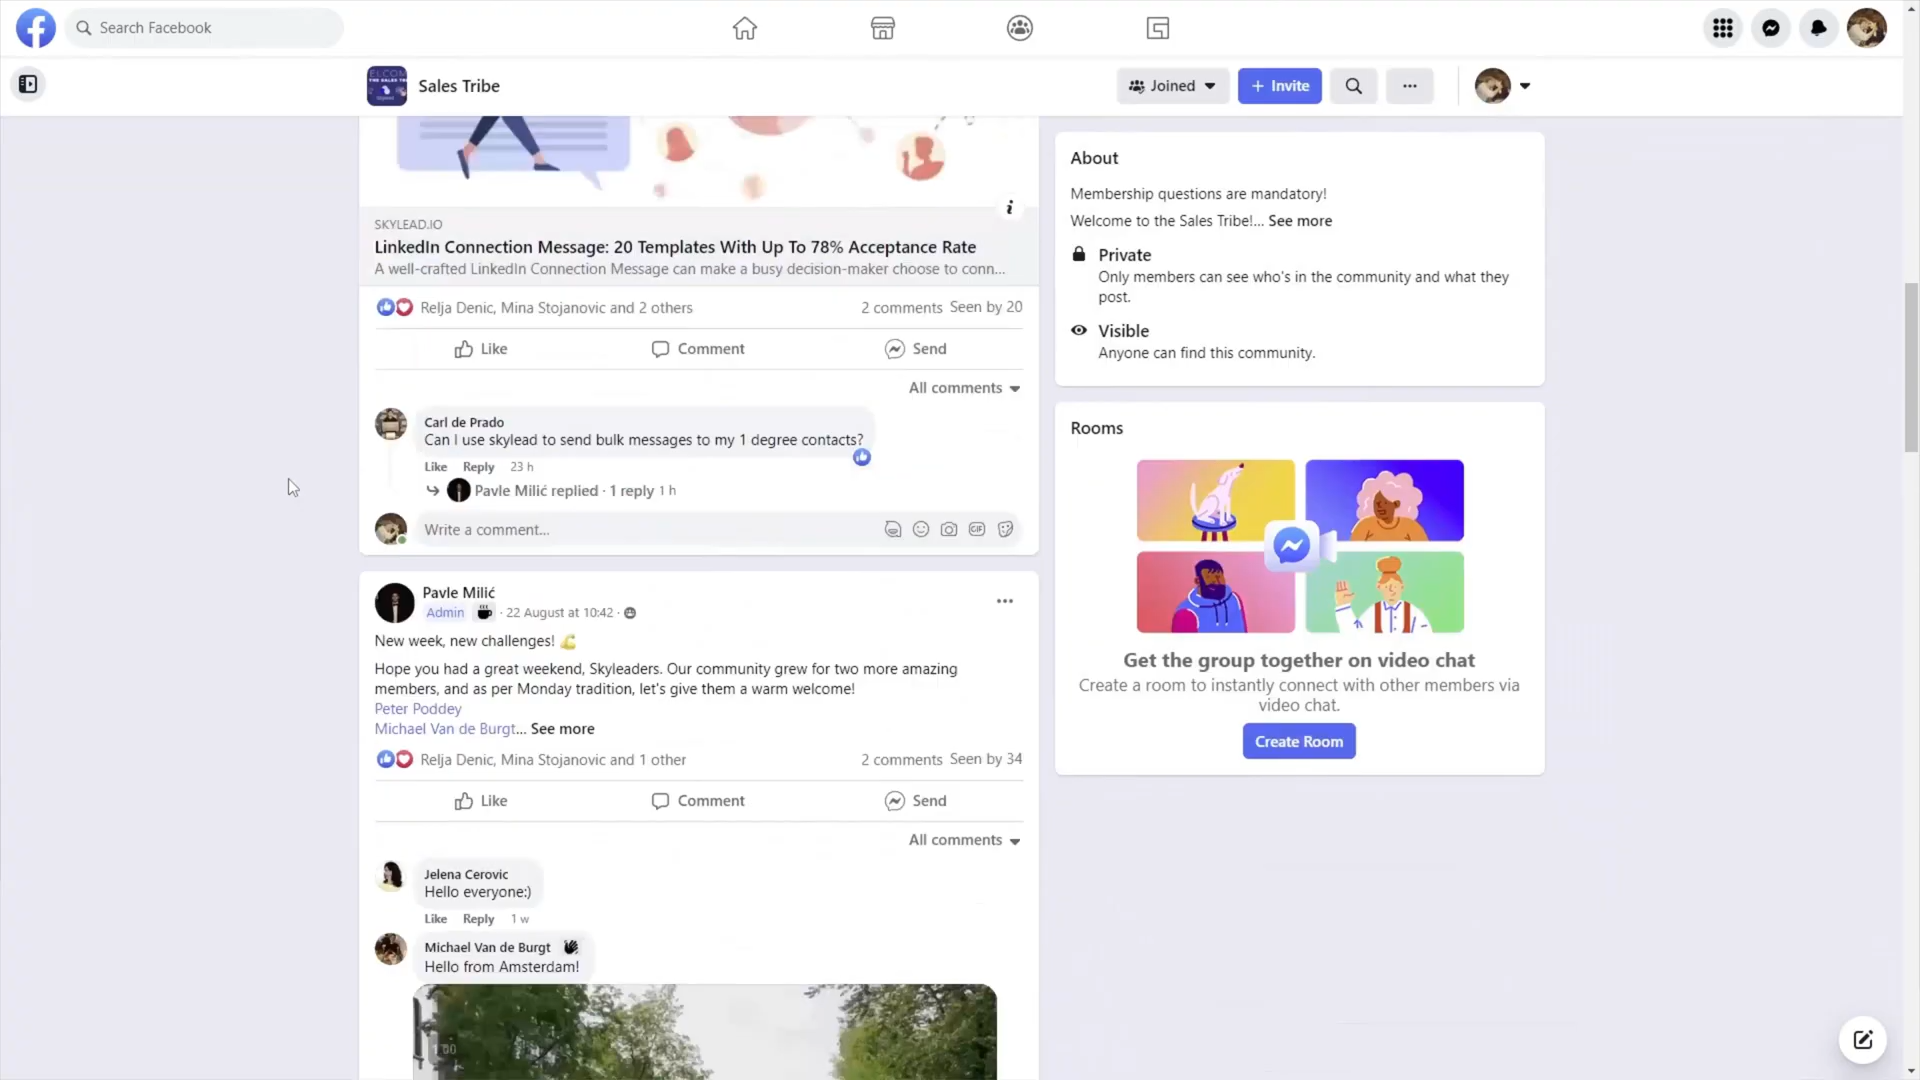 Search Facebook
Sales Tribe
Joined
+ Invite
SKYLEAD.IO
LinkedIn Connection Message: 20 Templates With Up To 78% Acceptance Rate
A well-crafted LinkedIn Connection Message can make a busy decision-maker choose to conn...
Relja Denic, Mina Stojanovic and 2 others
2 comments Seen by 20
Like
Comment
Send
All comments
Carl de Prado
Can I use skylead to send bulk messages to my 1 degree contacts?
Like Reply 23 h
Pavle Milić replied · 1 reply 1 h
Write a comment...
GIF
Pavle Milić
Admin · 22 August at 10:42 ·
New week, new challenges!
Hope you had a great weekend, Skyleaders. Our community grew for two more amazing
members, and as per Monday tradition, let's give them a warm welcome!
Peter Poddey
Michael Van de Burgt... See more
Relja Denic, Mina Stojanovic and 1 other
2 comments Seen by 34
Like
Comment
Send
All comments
Jelena Cerovic
Hello everyone:)
Like Reply 1 w
Michael Van de Burgt
Hello from Amsterdam!
About
Membership questions are mandatory!
Welcome to the Sales Tribe!... See more
Private
Only members can see who's in the community and what they
post.
Visible
Anyone can find this community.
Rooms
Get the group together on video chat
Create a room to instantly connect with other members via
video chat.
Create Room